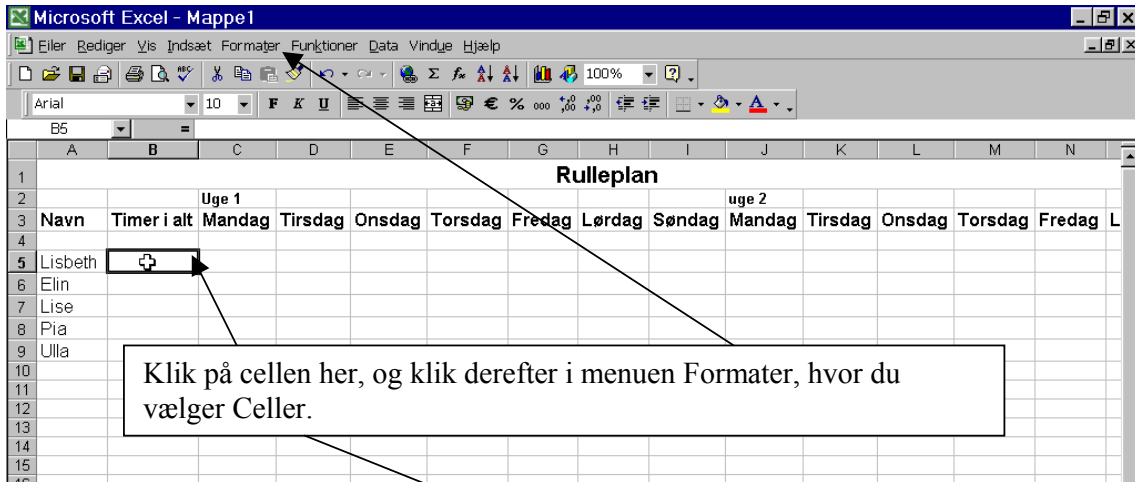 Microsoft Excel - Mappe1
Filer Rediger Vis Indsæt Formater Funktioner Data Vindue Hjælp
100%
Arial 10 F K U € % 000
B5 =
A B C D E F G H I J K L M N
1 Rulleplan
2 Uge 1 uge 2
3 Navn Timer i alt Mandag Tirsdag Onsdag Torsdag Fredag Lørdag Søndag Mandag Tirsdag Onsdag Torsdag Fredag L
4
5 Lisbeth
6 Elin
7 Lise
8 Pia
9 Ulla
10
11
12
13
14
15
Klik på cellen her, og klik derefter i menuen Formater, hvor du
vælger Celler.